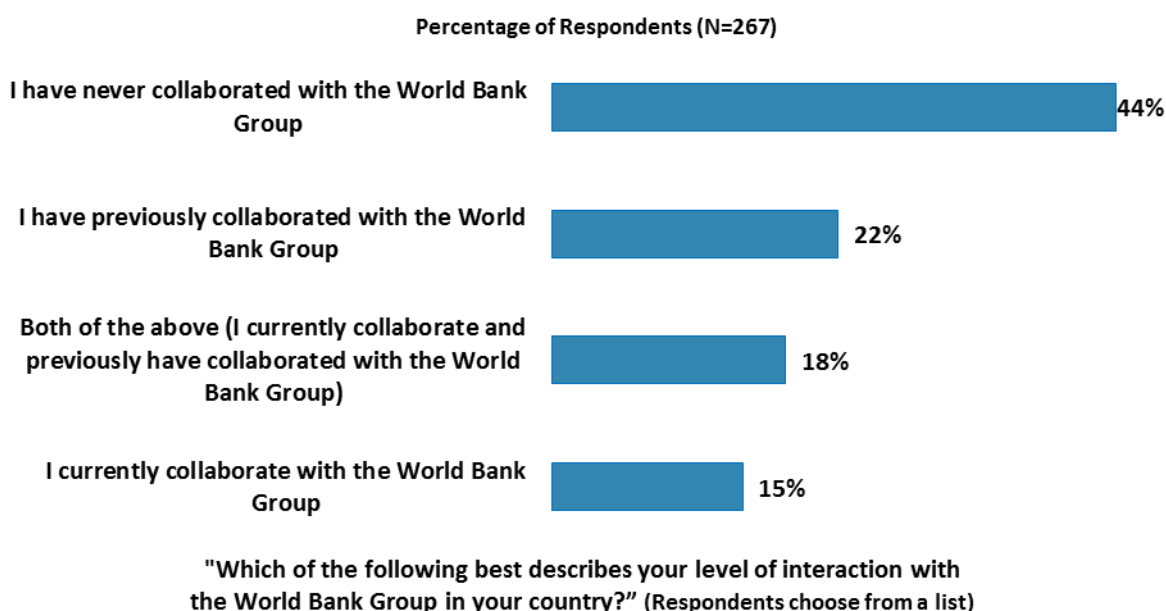 Percentage of Respondents (N=267)
I have never collaborated with the World Bank
Group
44%
I have previously collaborated with the World
Bank Group
22%
Both of the above (I currently collaborate and
previously have collaborated with the World
Bank Group)
18%
I currently collaborate with the World Bank
Group
15%
"Which of the following best describes your level of interaction with
the World Bank Group in your country?” (Respondents choose from a list)